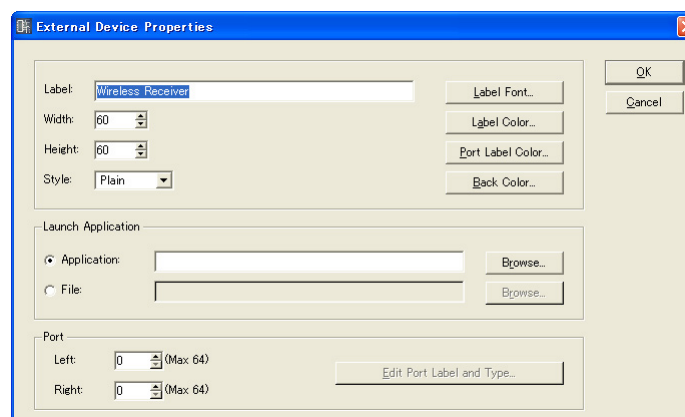 External Device Properties
Label: Wireless Receiver Label Font... OK
Width: 60 Label Color... Cancel
Height: 60 Port Label Color...
Style: Plain Back Color...
Launch Application
Application: Browse...
File: Browse...
Port
Left: 0 (Max 64) Edit Port Label and Type...
Right: 0 (Max 64)